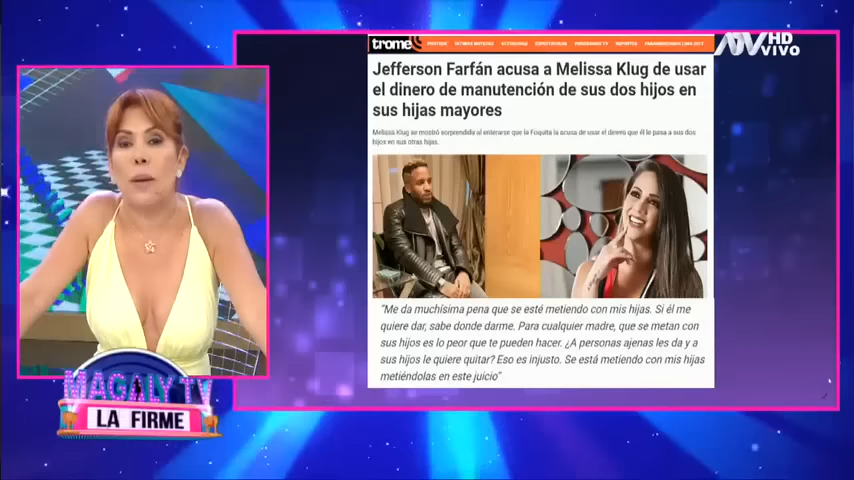 trome
ATV HD
VIVO
Jefferson Farfán acusa a Melissa Klug de usar
el dinero de manutención de sus dos hijos en
sus hijas mayores
Melissa Klug se mostró sorprendida al enterarse que la Foquita la acusa de usar el dinero que él le pasa a sus dos
hijos en sus otras hijas.
"Me da muchísima pena que se esté metiendo con mis hijas. Si él me
quiere dar, sabe donde darme. Para cualquier madre, que se metan con
sus hijos es lo peor que te pueden hacer. ¿A personas ajenas les da y a
sus hijos le quiere quitar? Eso es injusto. Se está metiendo con mis hijas
metiéndolas en este juicio"
MAGALY TV
LA FIRME